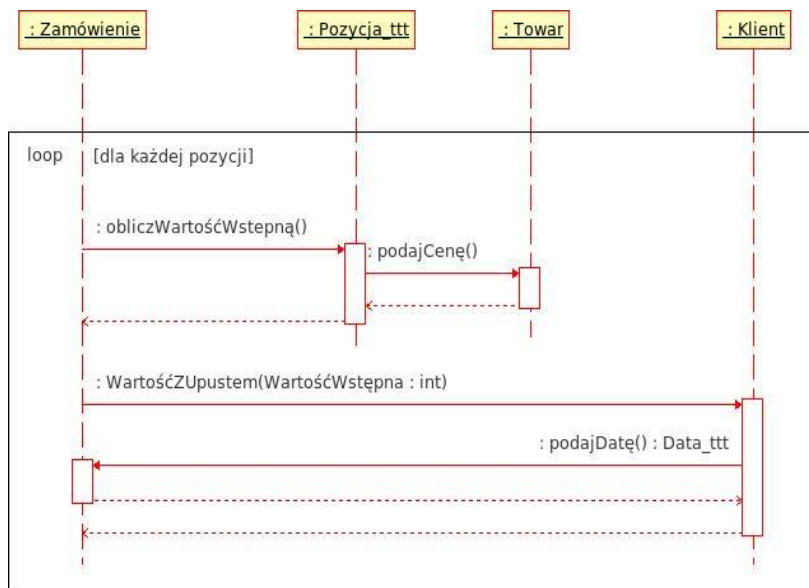 : Zamówienie
: Pozycja_ttt
: Towar
: Klient
loop [dla każdej pozycji]
: obliczWartośćWstepną()
: podajCenę()
: WartośćZUpustem(WartośćWstępna : int)
: podajDatę() : Data_ttt